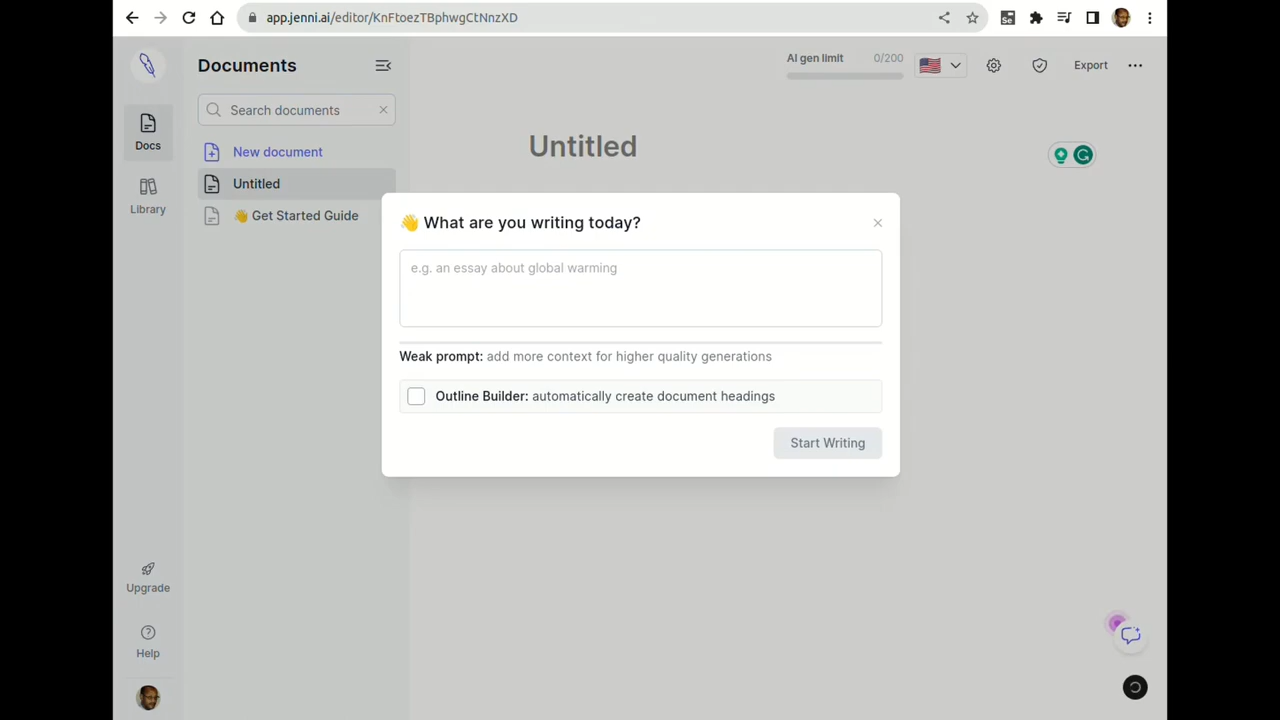 app.jenni.ai/editor/KnFtoezTBphwgCtNnzXD
Se
Documents
AI gen limit 0/200
Export
Search documents
Docs
New document
Untitled
Untitled
Library
👋 Get Started Guide
👋 What are you writing today?
e.g. an essay about global warming
Weak prompt: add more context for higher quality generations
Outline Builder: automatically create document headings
Start Writing
Upgrade
Help